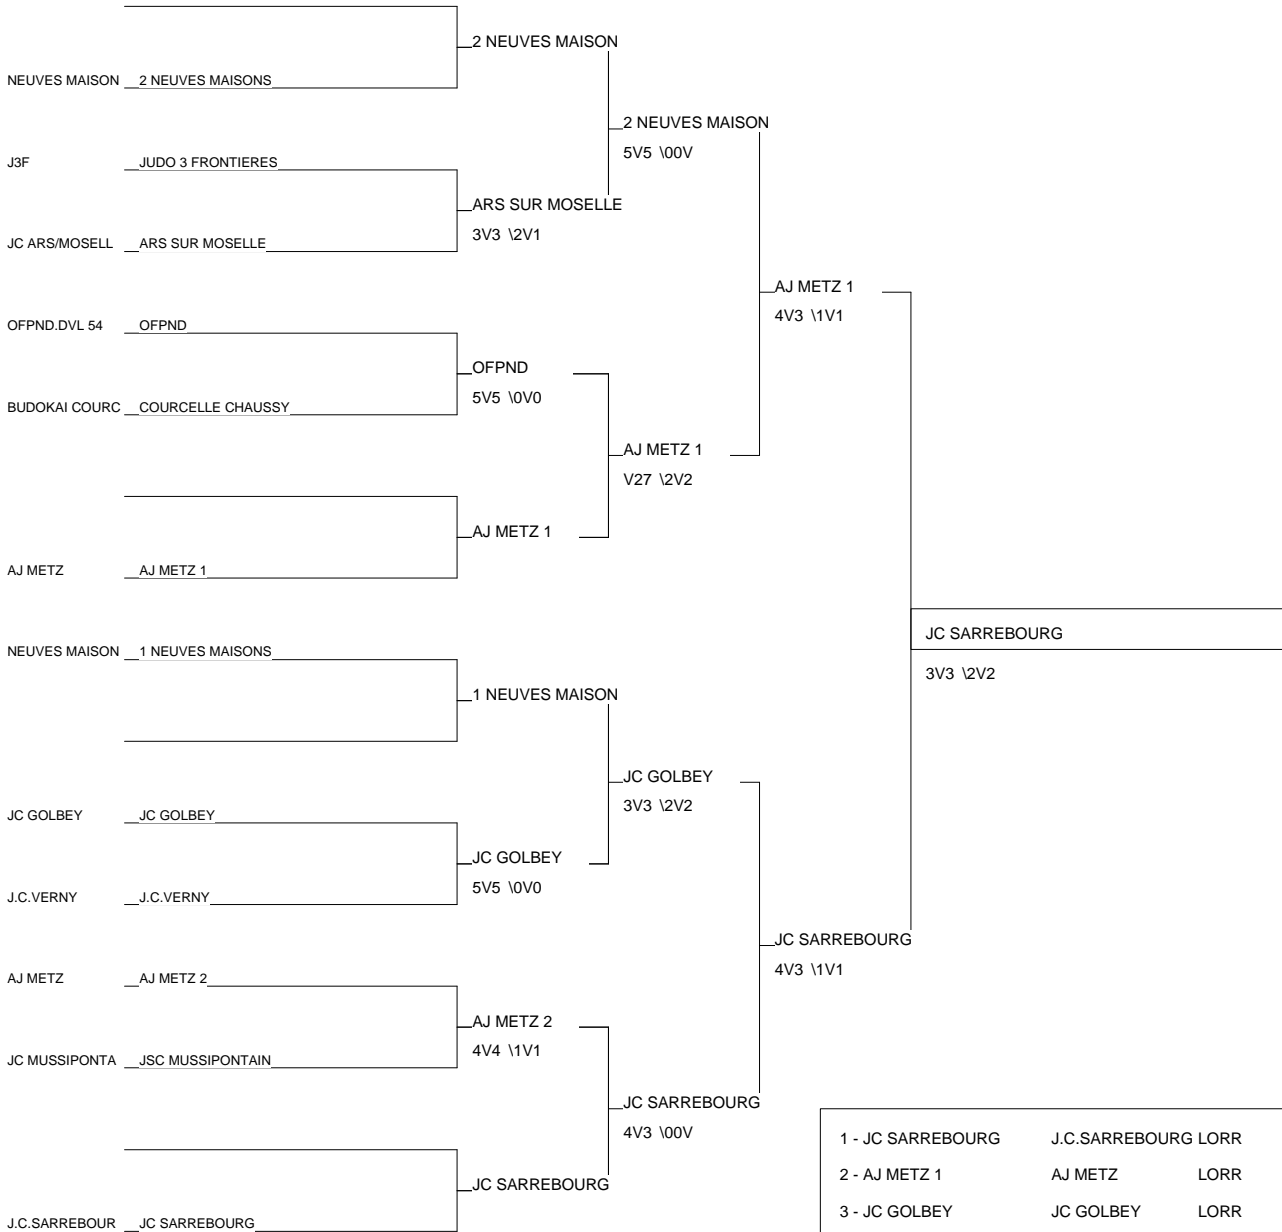 2 NEUVES MAISON
NEUVES MAISON 2 NEUVES MAISONS
2 NEUVES MAISON
5V5 \00V
J3F JUDO 3 FRONTIERES
ARS SUR MOSELLE
3V3 \2V1
JC ARS/MOSELL ARS SUR MOSELLE
AJ METZ 1
4V3 \1V1
OFPND.DVL 54 OFPND
OFPND
5V5 \0V0
BUDOKAI COURC COURCELLE CHAUSSY
AJ METZ 1
V27 \2V2
AJ METZ 1
AJ METZ AJ METZ 1
JC SARREBOURG
3V3 \2V2
NEUVES MAISON 1 NEUVES MAISONS
1 NEUVES MAISON
JC GOLBEY
3V3 \2V2
JC GOLBEY JC GOLBEY
JC GOLBEY
5V5 \0V0
J.C.VERNY J.C.VERNY
JC SARREBOURG
4V3 \1V1
AJ METZ AJ METZ 2
AJ METZ 2
4V4 \1V1
JC MUSSIPONTA JSC MUSSIPONTAIN
JC SARREBOURG
4V3 \00V
JC SARREBOURG
J.C.SARREBOUR JC SARREBOURG
1 - JC SARREBOURG J.C.SARREBOURG LORR
2 - AJ METZ 1 AJ METZ LORR
3 - JC GOLBEY JC GOLBEY LORR